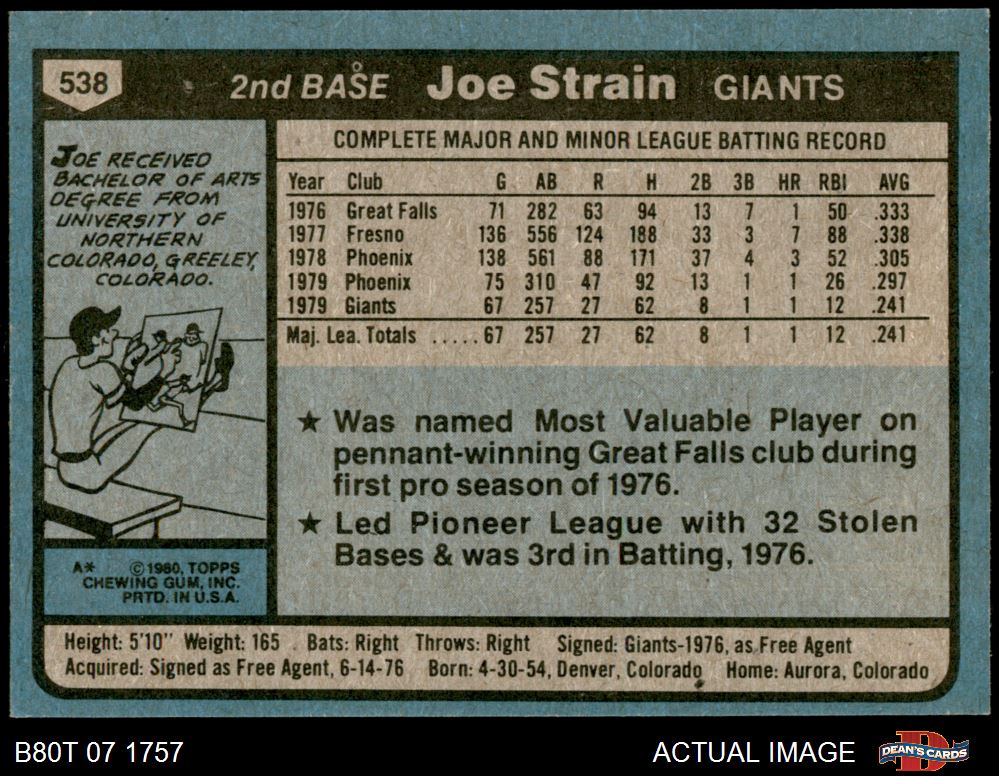 538 2nd BASE Joe Strain GIANTS
JOE RECEIVED
BACHELOR OF ARTS
DEGREE FROM
UNIVERSITY OF
NORTHERN
COLORADO, GREELEY,
COLORADO.
A* ©1980, TOPPS
CHEWING GUM, INC.
PRTD. IN U.S.A.
COMPLETE MAJOR AND MINOR LEAGUE BATTING RECORD
Year Club G AB R H 2B 3B HR RBI AVG
1976 Great Falls 71 282 63 94 13 7 1 50 .333
1977 Fresno 136 556 124 188 33 3 7 88 .338
1978 Phoenix 138 561 88 171 37 4 3 52 .305
1979 Phoenix 75 310 47 92 13 1 1 26 .297
1979 Giants 67 257 27 62 8 1 1 12 .241
Maj. Lea. Totals .....67 257 27 62 8 1 1 12 .241
★ Was named Most Valuable Player on
pennant-winning Great Falls club during
first pro season of 1976.
★ Led Pioneer League with 32 Stolen
Bases & was 3rd in Batting, 1976.
Height: 5'10" Weight: 165 Bats: Right Throws: Right Signed: Giants-1976, as Free Agent
Acquired: Signed as Free Agent, 6-14-76 Born: 4-30-54, Denver, Colorado Home: Aurora, Colorado
B80T 07 1757 ACTUAL IMAGE DEAN'S CARDS